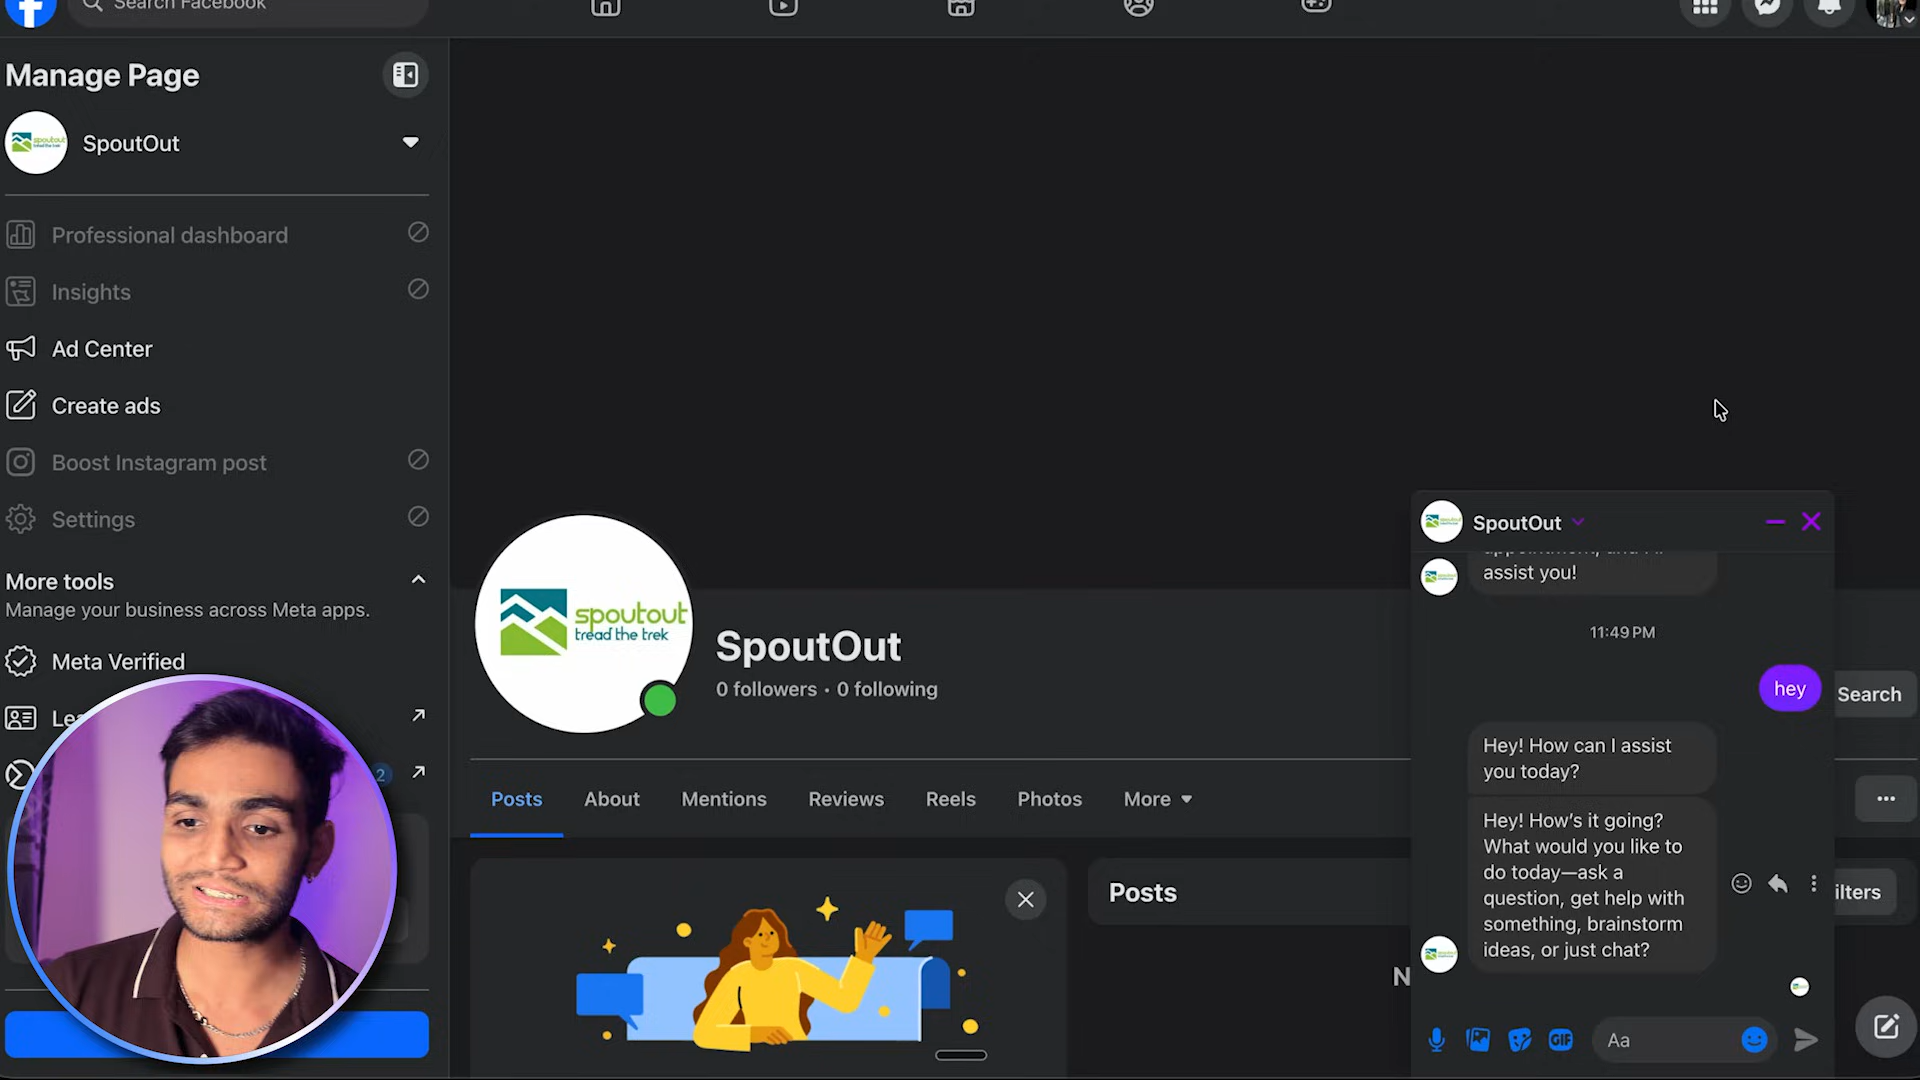 Search Facebook
Manage Page
SpoutOut
Professional dashboard
Insights
Ad Center
Create ads
Boost Instagram post
Settings
More tools
Manage your business across Meta apps.
Meta Verified
2
spoutout
tread the trek
SpoutOut
0 followers · 0 following
Posts
About
Mentions
Reviews
Reels
Photos
More
Posts
Search
SpoutOut
assist you!
11:49 PM
hey
Hey! How can I assist
you today?
Hey! How's it going?
What would you like to
do today—ask a
question, get help with
something, brainstorm
ideas, or just chat?
GIF
Aa